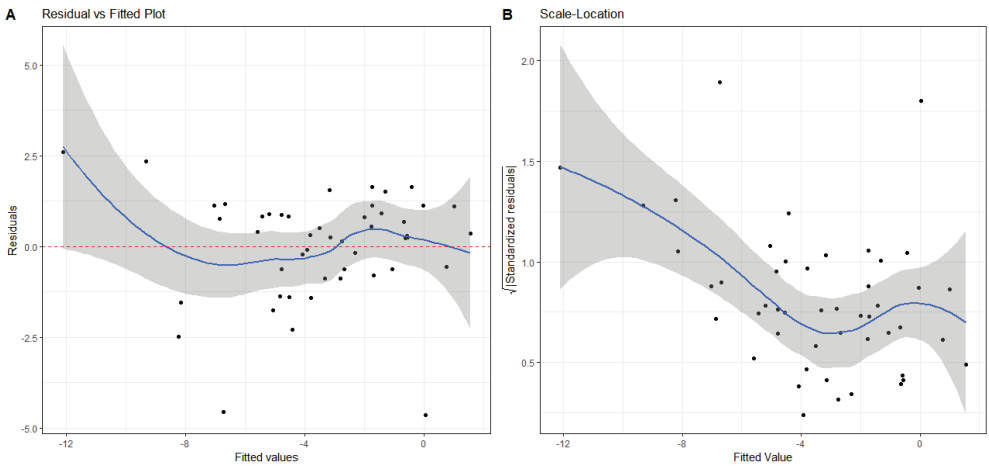 A
Residual vs Fitted Plot
Residuals
5.0
2.5
0.0
-2.5
-5.0
-12
-8
-4
0
Fitted values
B
Scale-Location
√|Standardized residuals|
2.0
1.5
1.0
0.5
-12
-8
-4
0
Fitted Value